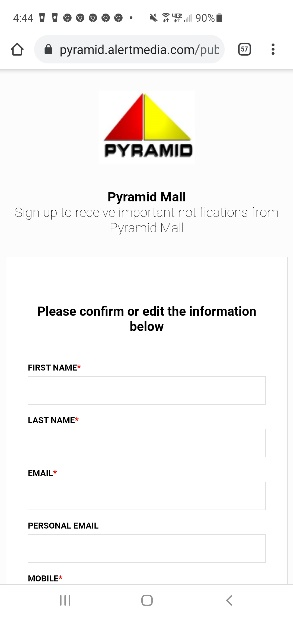 4:44 90%
pyramid.alertmedia.com/pub
57
PYRAMID
Pyramid Mall
Sign up to receive important notifications from
Pyramid Mall
Please confirm or edit the information
below
FIRST NAME*
LAST NAME*
EMAIL*
PERSONAL EMAIL
MOBILE*